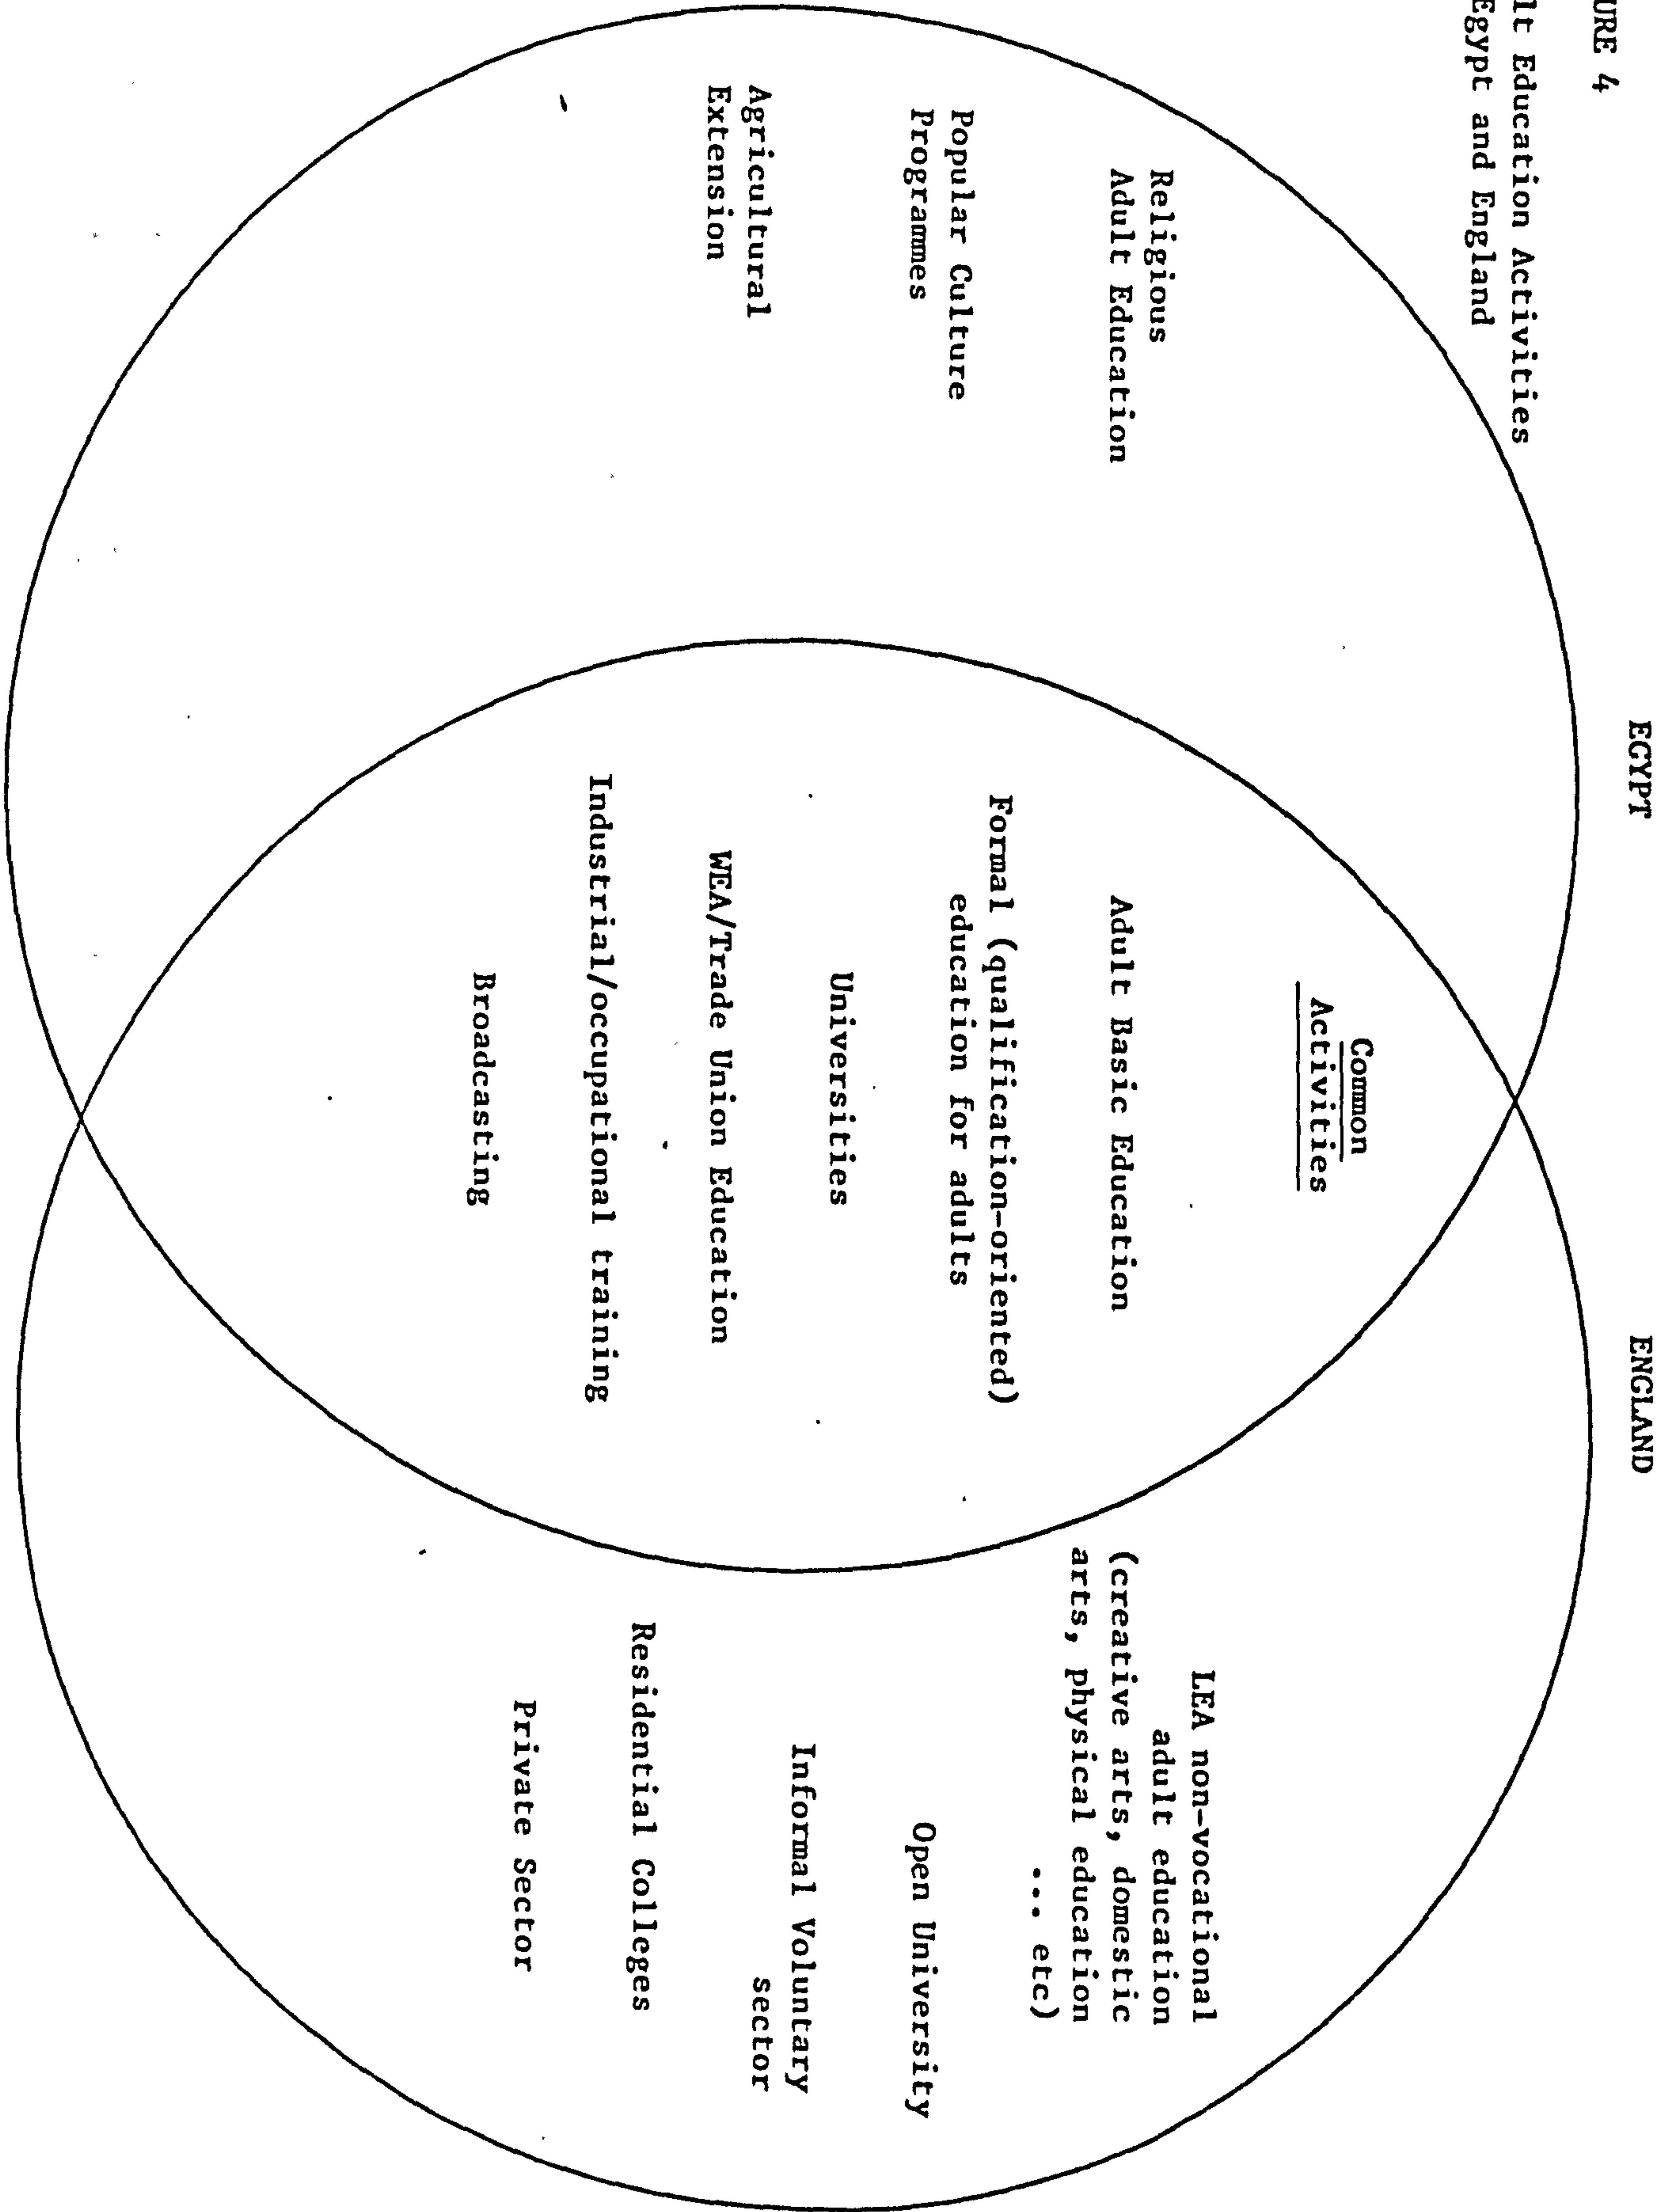 URE 4
lt Education Activities
Egypt and England
EGYPT
ENGLAND
Religious
Adult Education
Popular Culture
Programmes
Agricultural
Extension
Common
Activities
Adult Basic Education
Formal (qualification-oriented)
education for adults
Universities
WEA/Trade Union Education
Industrial/occupational training
Broadcasting
LEA non-vocational
adult education
(creative arts, domestic
arts, physical education
... etc)
Open University
Informal Voluntary
sector
Residential Colleges
Private Sector